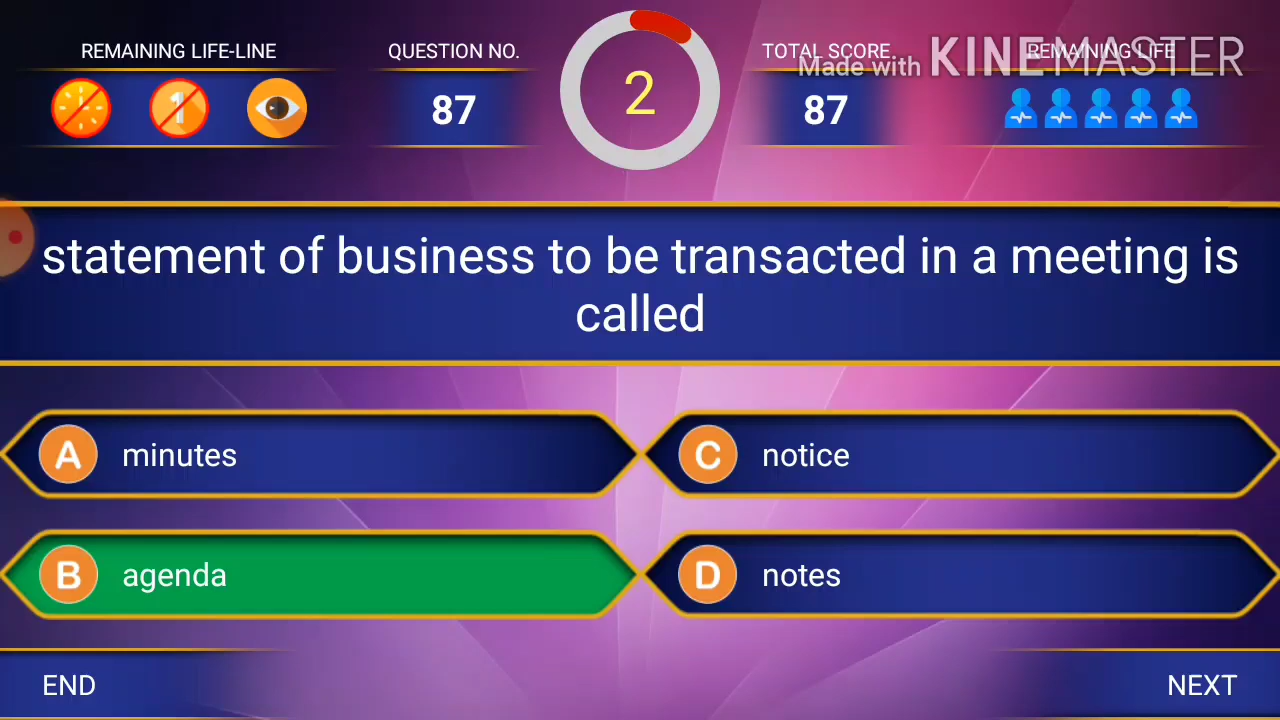 REMAINING LIFE-LINE
QUESTION NO.
TOTAL SCORE
REMAINING LIFE
Made with KINEMASTER
1
87
2
87
statement of business to be transacted in a meeting is
called
A minutes
C notice
B agenda
D notes
END
NEXT